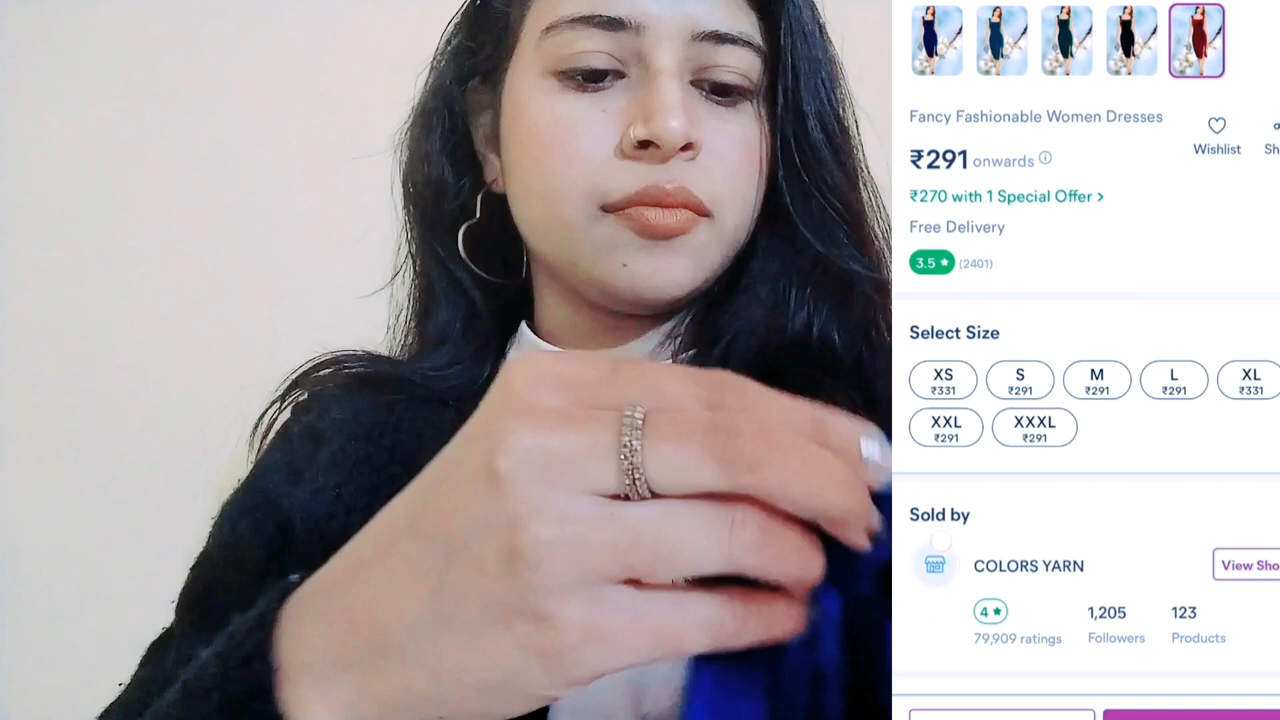 Fancy Fashionable Women Dresses
Wishlist
₹291 onwards
₹270 with 1 Special Offer >
Free Delivery
3.5 ★ (2401)
Select Size
XS S M L XL
₹331 ₹291 ₹291 ₹291 ₹331
XXL XXXL
₹291 ₹291
Sold by
COLORS YARN
View
4 ★ 1,205 123
79,909 ratings Followers Products